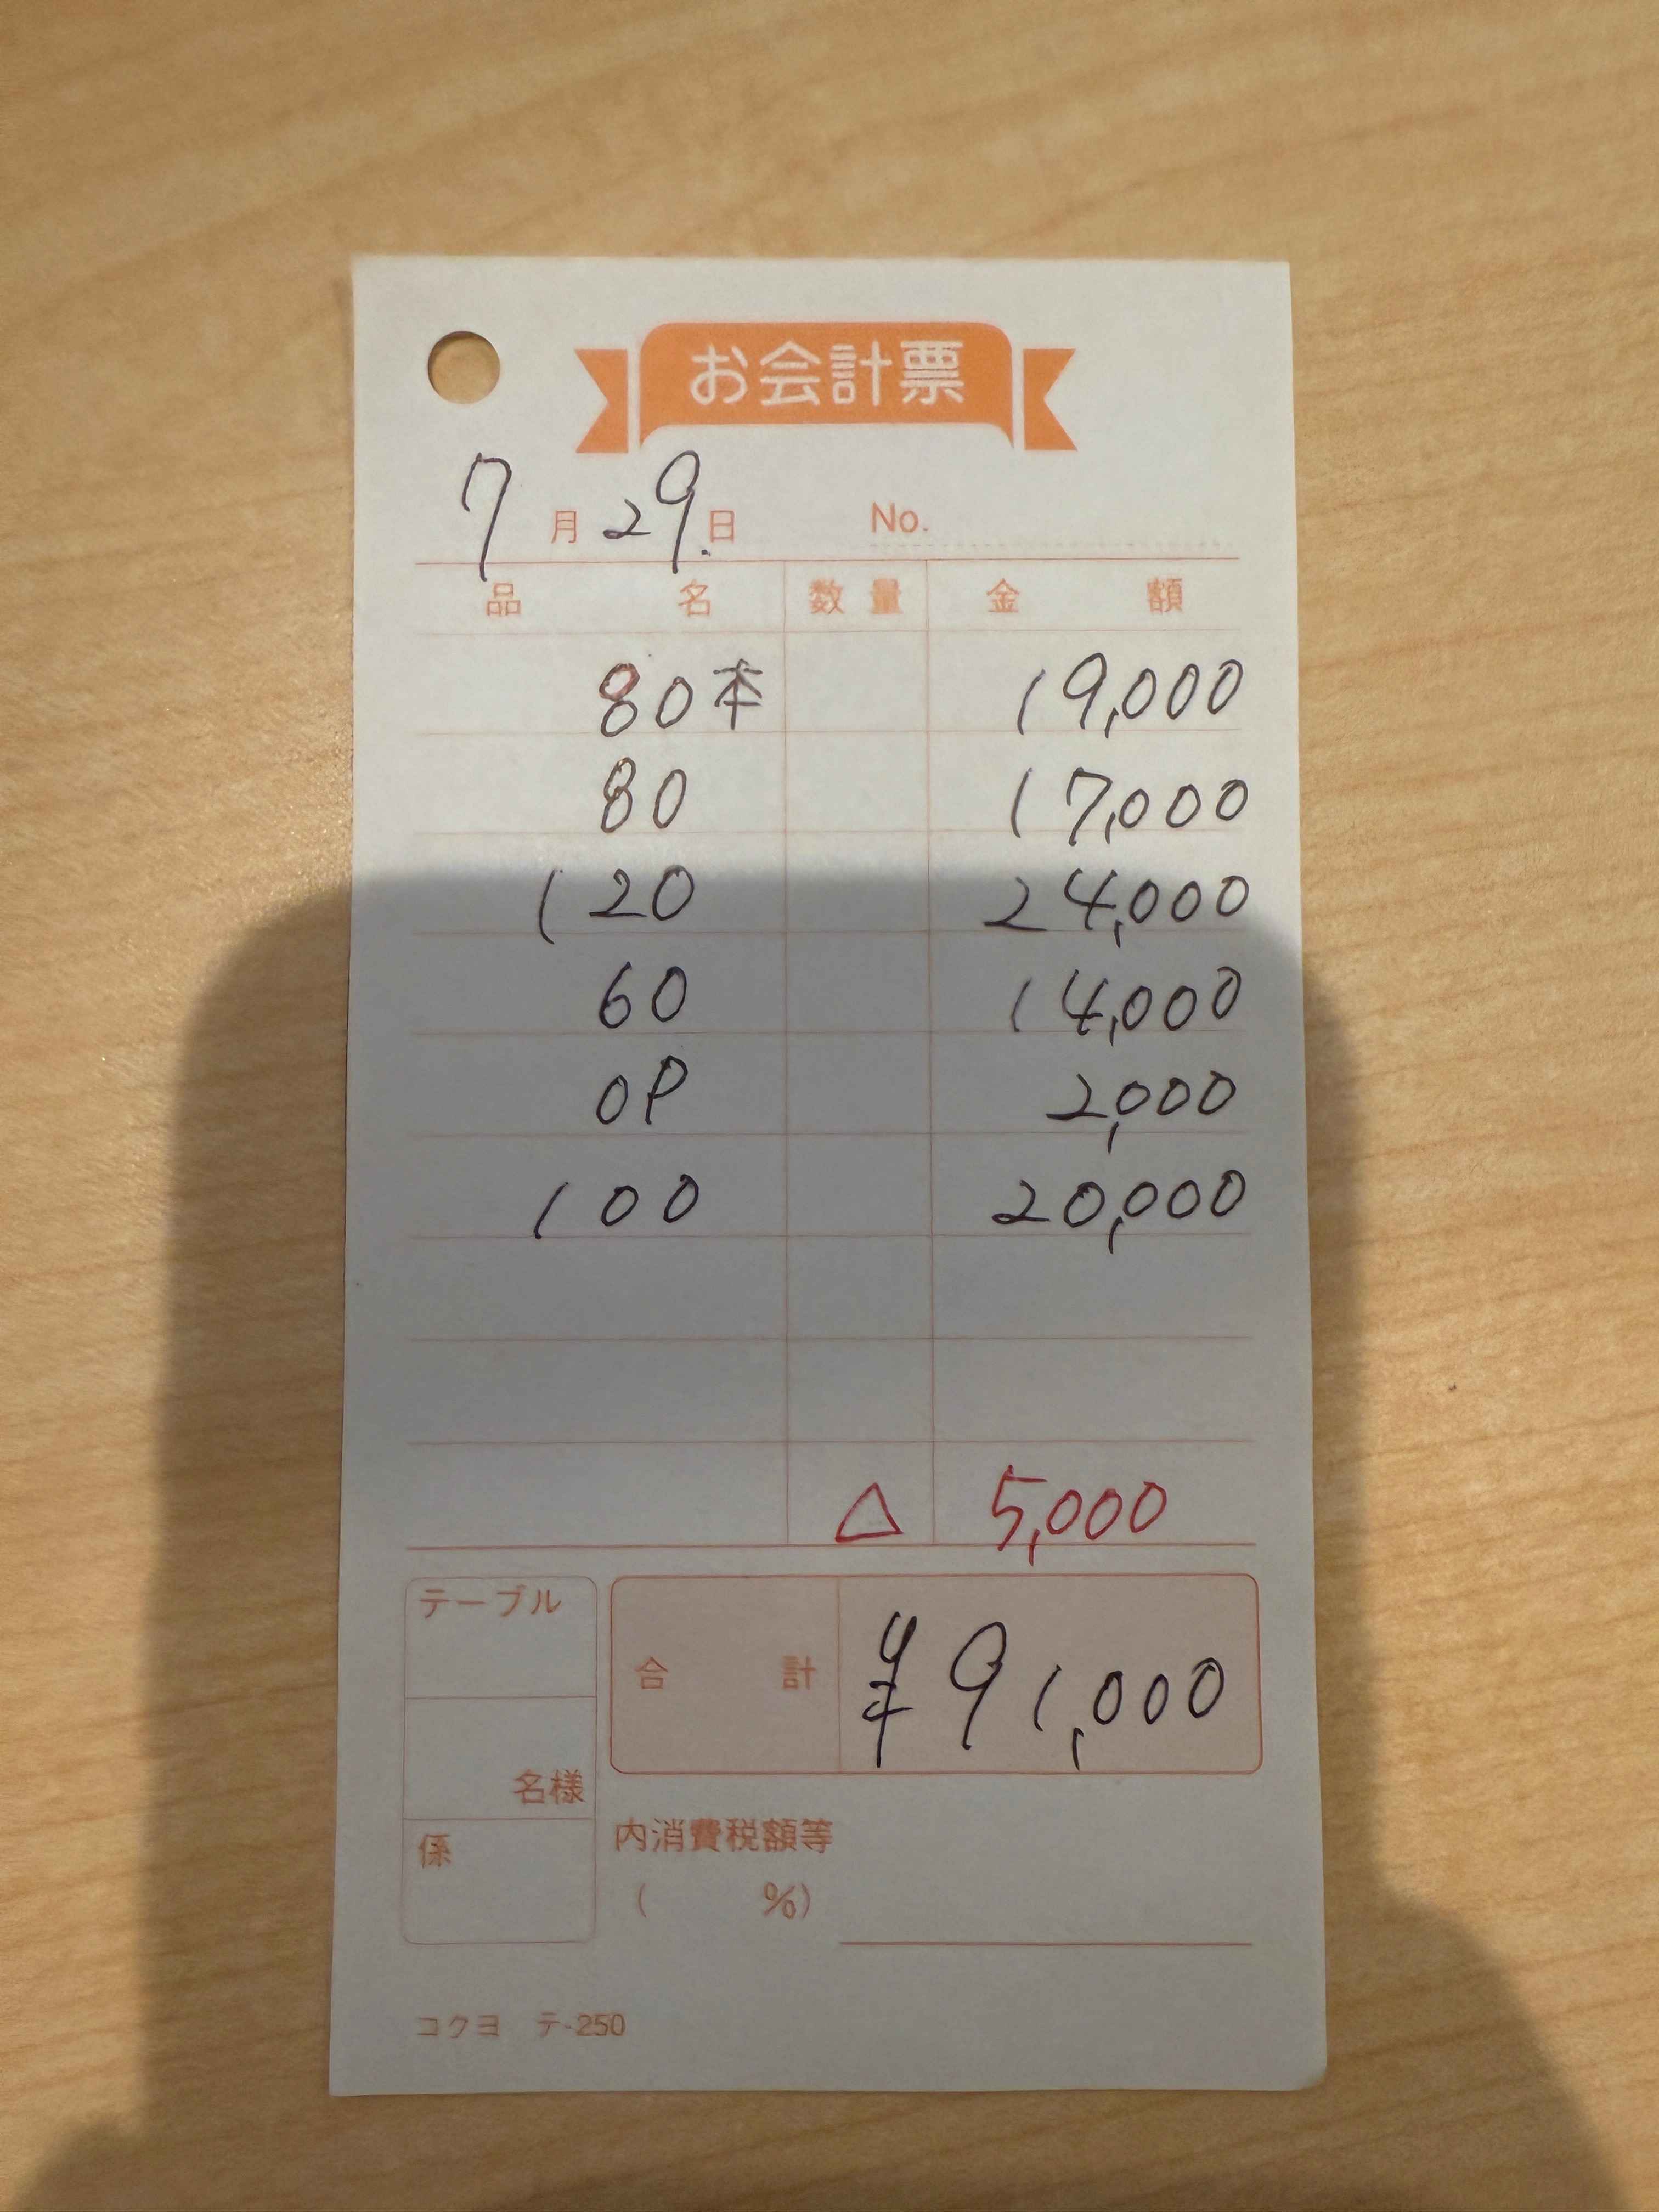 お会計票
7月29日 No.
品名 数量 金額
80本 19,000
80 17,000
120 24,000
60 14,000
OP 2,000
100 20,000
△ 5,000
テーブル
合計 ¥91,000
名様
係
内消費税額等
( %)
コクヨ テ-250